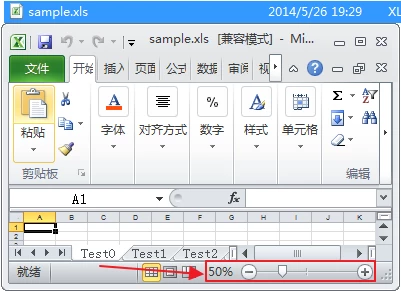 sample.xls 2014/5/26 19:29 XL
sample.xls [兼容模式] - Mi...
文件 开始 插入 页面 公式 数据 审阅 视
粘贴 字体 对齐方式 数字 样式 单元格
剪贴板 编辑
A1 fx
A B C D E F G H I J K
1
2
Test0 Test1 Test2
就绪 50%